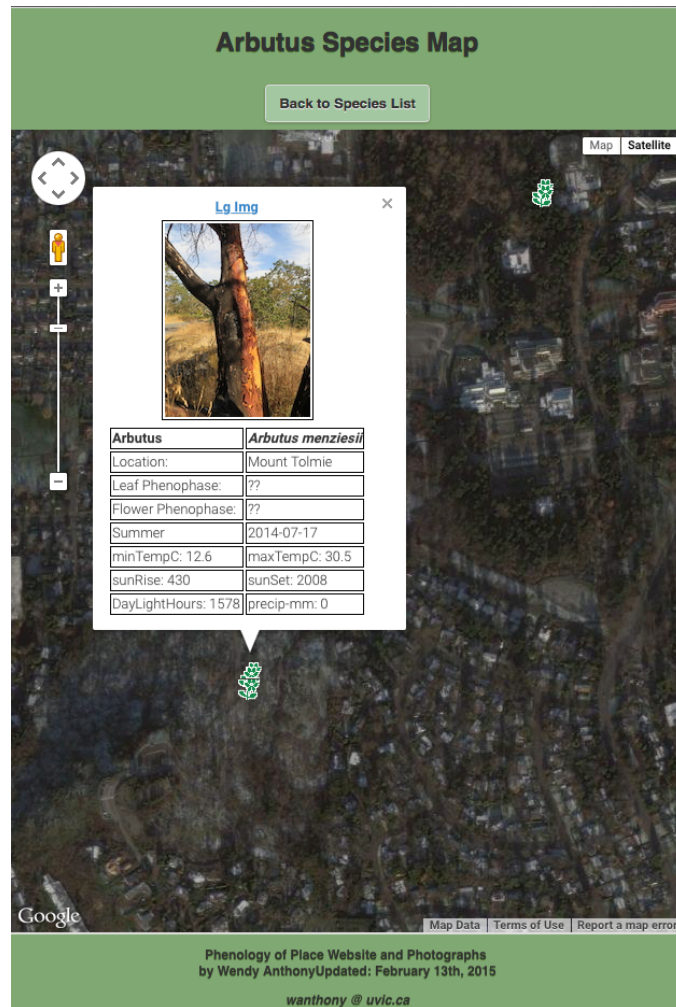 Arbutus Species Map
Back to Species List
Map Satellite
Lg Img ×
Arbutus Arbutus menziesii
Location: Mount Tolmie
Leaf Phenophase: ??
Flower Phenophase: ??
Summer 2014-07-17
minTempC: 12.6 maxTempC: 30.5
sunRise: 430 sunSet: 2008
DayLightHours: 1578 precip-mm: 0
Google
Map Data Terms of Use Report a map error
Phenology of Place Website and Photographs
by Wendy AnthonyUpdated: February 13th, 2015
wanthony @ uvic.ca